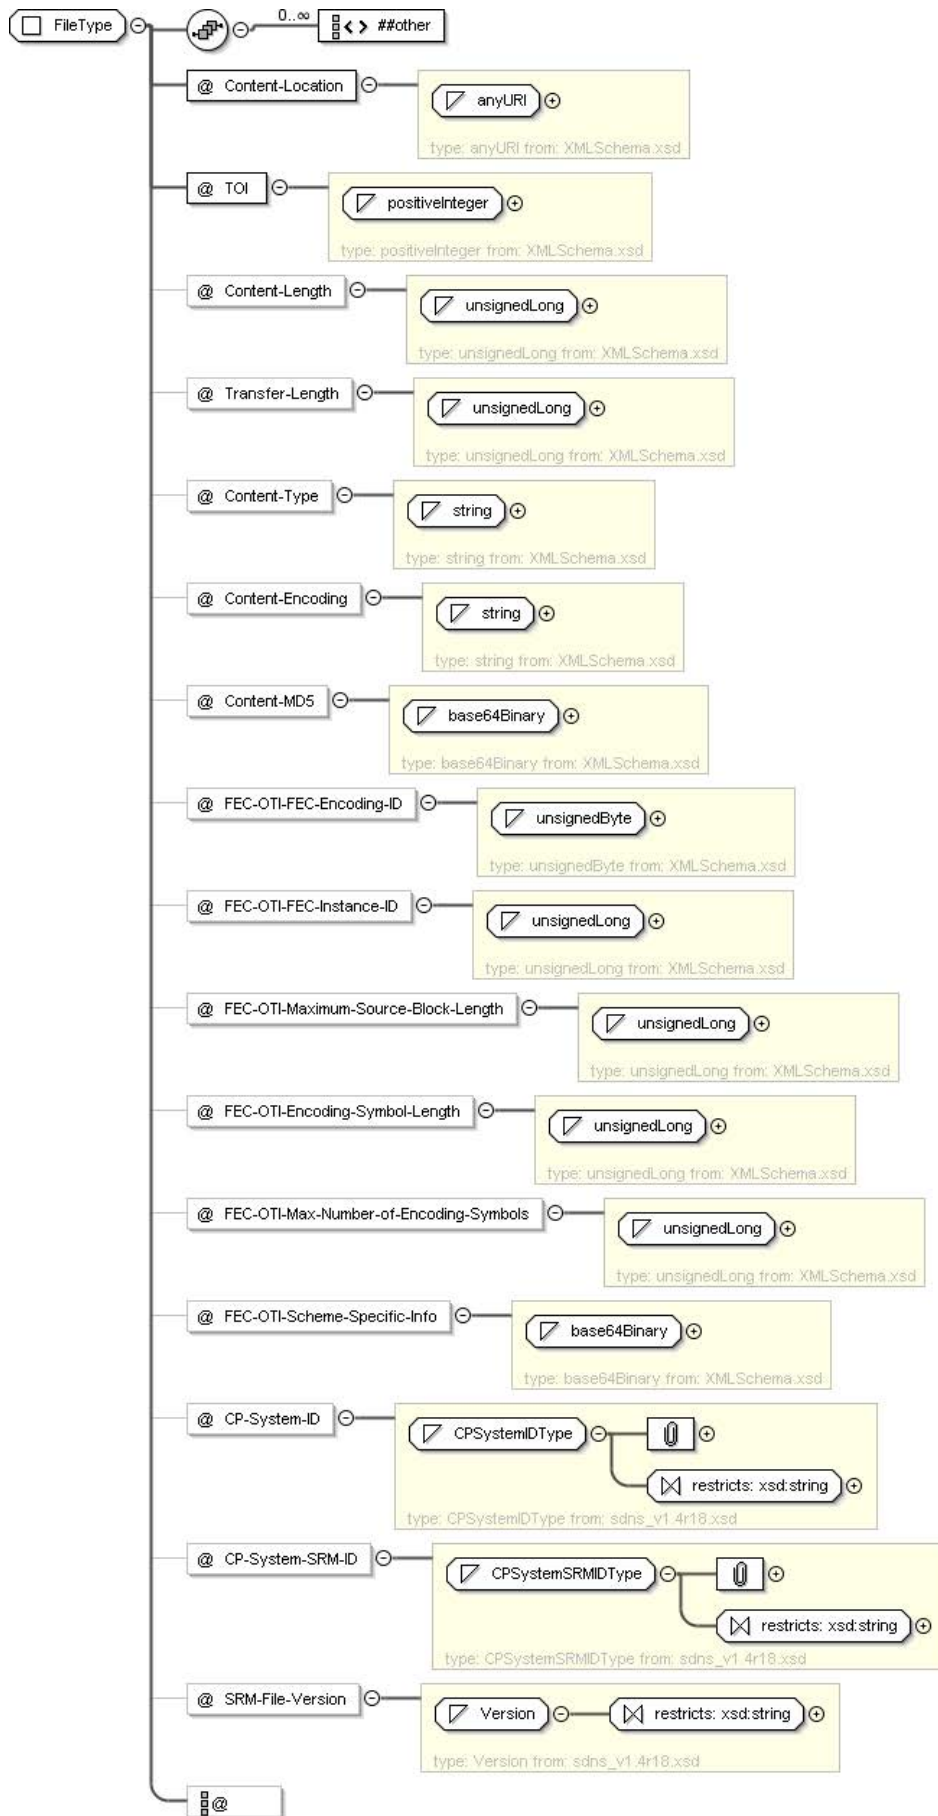 FileType
0..∞
##other
@ Content-Location
anyURI
type: anyURI from: XMLSchema.xsd
@ TOI
positiveInteger
type: positiveInteger from: XMLSchema.xsd
@ Content-Length
unsignedLong
type: unsignedLong from: XMLSchema.xsd
@ Transfer-Length
unsignedLong
type: unsignedLong from: XMLSchema.xsd
@ Content-Type
string
type: string from: XMLSchema.xsd
@ Content-Encoding
string
type: string from: XMLSchema.xsd
@ Content-MD5
base64Binary
type: base64Binary from: XMLSchema.xsd
@ FEC-OTI-FEC-Encoding-ID
unsignedByte
type: unsignedByte from: XMLSchema.xsd
@ FEC-OTI-FEC-Instance-ID
unsignedLong
type: unsignedLong from: XMLSchema.xsd
@ FEC-OTI-Maximum-Source-Block-Length
unsignedLong
type: unsignedLong from: XMLSchema.xsd
@ FEC-OTI-Encoding-Symbol-Length
unsignedLong
type: unsignedLong from: XMLSchema.xsd
@ FEC-OTI-Max-Number-of-Encoding-Symbols
unsignedLong
type: unsignedLong from: XMLSchema.xsd
@ FEC-OTI-Scheme-Specific-Info
base64Binary
type: base64Binary from: XMLSchema.xsd
@ CP-System-ID
CPSystemIDType
restricts: xsd:string
type: CPSystemIDType from: sdns_v1.4r18.xsd
@ CP-System-SRM-ID
CPSystemSRMIDType
restricts: xsd:string
type: CPSystemSRMIDType from: sdns_v1.4r18.xsd
@ SRM-File-Version
Version
restricts: xsd:string
type: Version from: sdns_v1.4r18.xsd
@